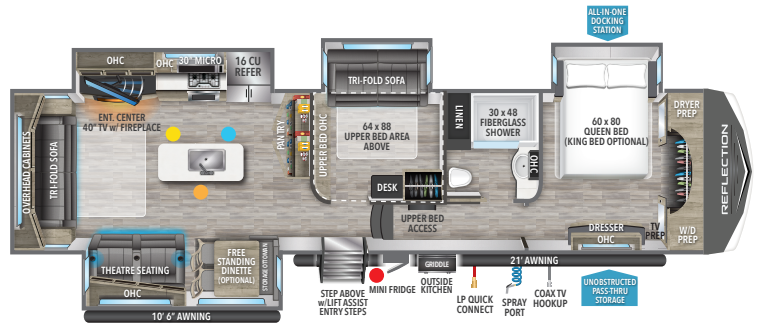 ALL-IN-ONE
DOCKING
STATION
OHC
OHC
30" MICRO
16 CU
REFER
ENT. CENTER
40" TV w/ FIREPLACE
OVERHEAD CABINETS
TRI-FOLD SOFA
PANTRY
UPPER BED OHC
TRI-FOLD SOFA
64 x 88
UPPER BED AREA
ABOVE
DESK
UPPER BED
ACCESS
LINEN
30 x 48
FIBERGLASS
SHOWER
OHC
60 x 80
QUEEN BED
(KING BED OPTIONAL)
DRYER
PREP
W/D
PREP
TV
PREP
DRESSER
OHC
REFLECTION
THEATRE SEATING
OHC
FREE
STANDING
DINETTE
(OPTIONAL)
STORAGE OTTOMAN
10' 6" AWNING
21' AWNING
STEP ABOVE
w/LIFT ASSIST
ENTRY STEPS
MINI FRIDGE
GRIDDLE
OUTSIDE
KITCHEN
LP QUICK
CONNECT
SPRAY
PORT
COAX TV
HOOKUP
UNOBSTRUCTED
PASS-THRU
STORAGE